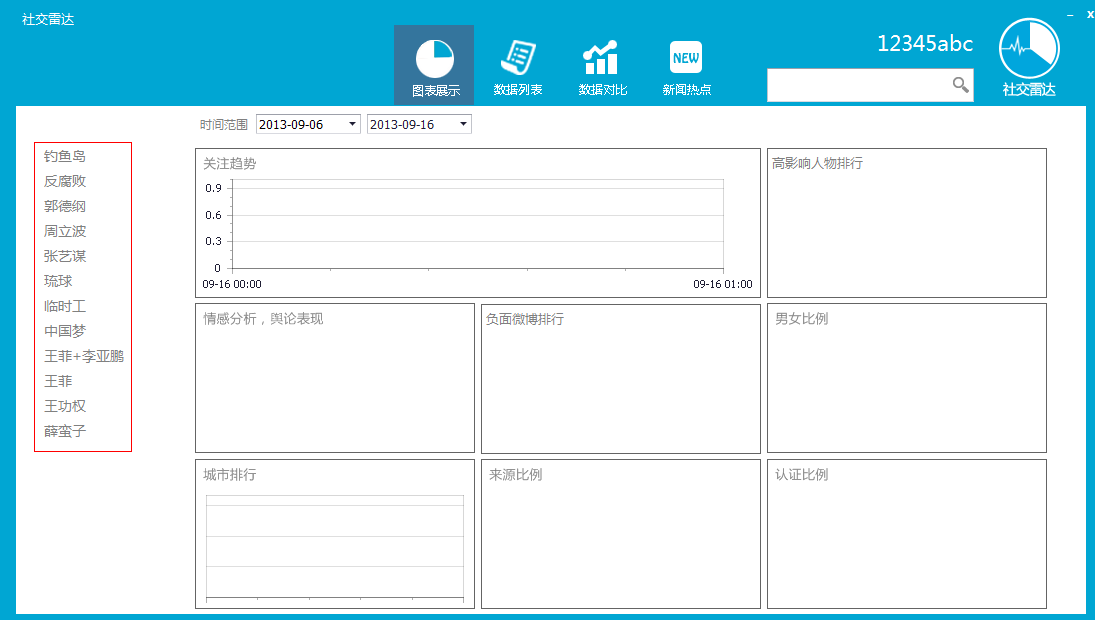 社交雷达
x
12345abc
图表展示
数据列表
数据对比
NEW
新闻热点
社交雷达
时间范围 2013-09-06 2013-09-16
钓鱼岛
反腐败
郭德纲
周立波
张艺谋
琉球
临时工
中国梦
王菲+李亚鹏
王菲
王功权
薛蛮子
关注趋势
0.9
0.6
0.3
0
09-16 00:00 09-16 01:00
高影响人物排行
情感分析，舆论表现
负面微博排行
男女比例
城市排行
来源比例
认证比例